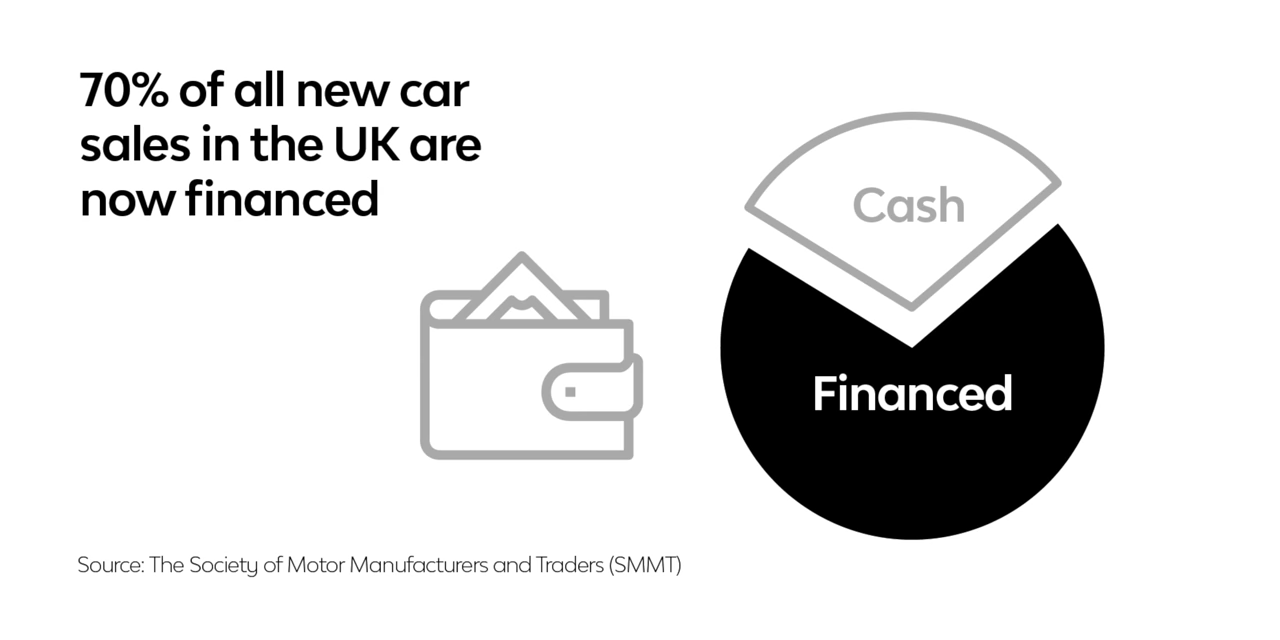 70% of all new car
sales in the UK are
now financed
Cash
Financed
Source: The Society of Motor Manufacturers and Traders (SMMT)